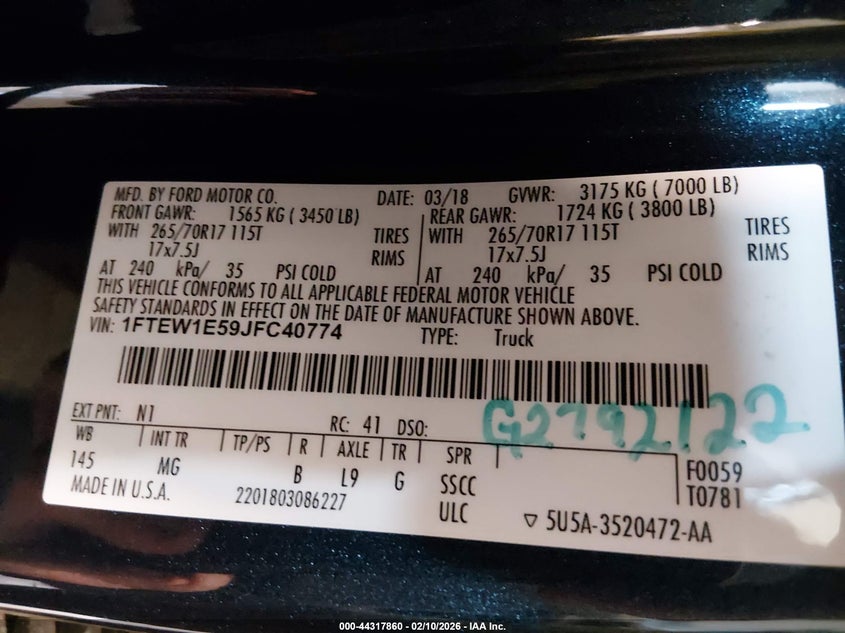 MFD. BY FORD MOTOR CO. DATE: 03/18 GVWR: 3175 KG ( 7000 LB)
FRONT GAWR: 1565 KG ( 3450 LB) REAR GAWR: 1724 KG ( 3800 LB)
WITH 265/70R17 115T TIRES WITH 265/70R17 115T TIRES
17x7.5J RIMS 17x7.5J RIMS
AT 240 kPa/ 35 PSI COLD AT 240 kPa/ 35 PSI COLD
THIS VEHICLE CONFORMS TO ALL APPLICABLE FEDERAL MOTOR VEHICLE
SAFETY STANDARDS IN EFFECT ON THE DATE OF MANUFACTURE SHOWN ABOVE.
VIN: 1FTEW1E59JFC40774 TYPE: Truck
EXT PNT: N1 RC: 41 DSO: G2792122
WB INT TR TP/PS R AXLE TR SPR F0059
145 MG B L9 G SSCC T0781
MADE IN U.S.A. 2201803086227 ULC ▽ 5U5A-3520472-AA
000-44317860 - 02/10/2026 - IAA Inc.